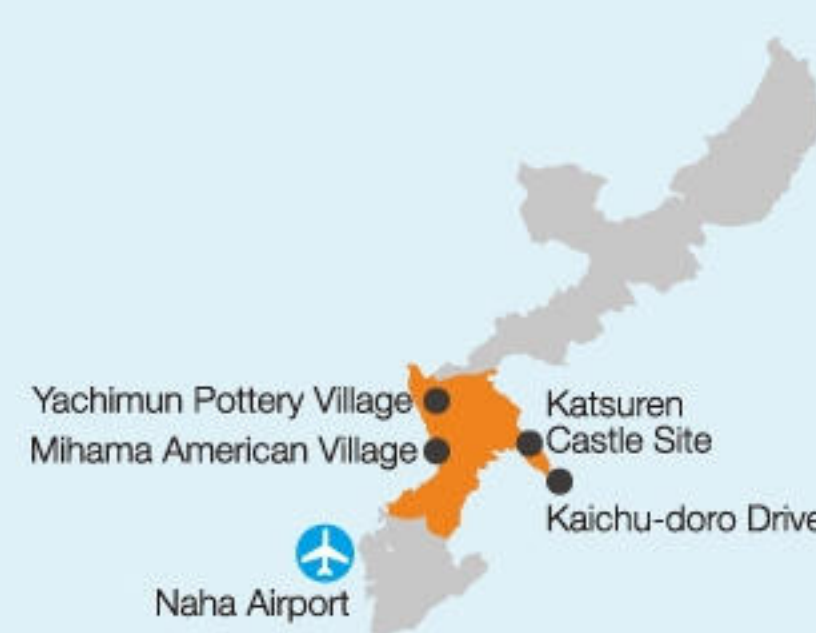 Yachimun Pottery Village
Mihama American Village
Katsuren
Castle Site
Kaichu-doro Drive
Naha Airport